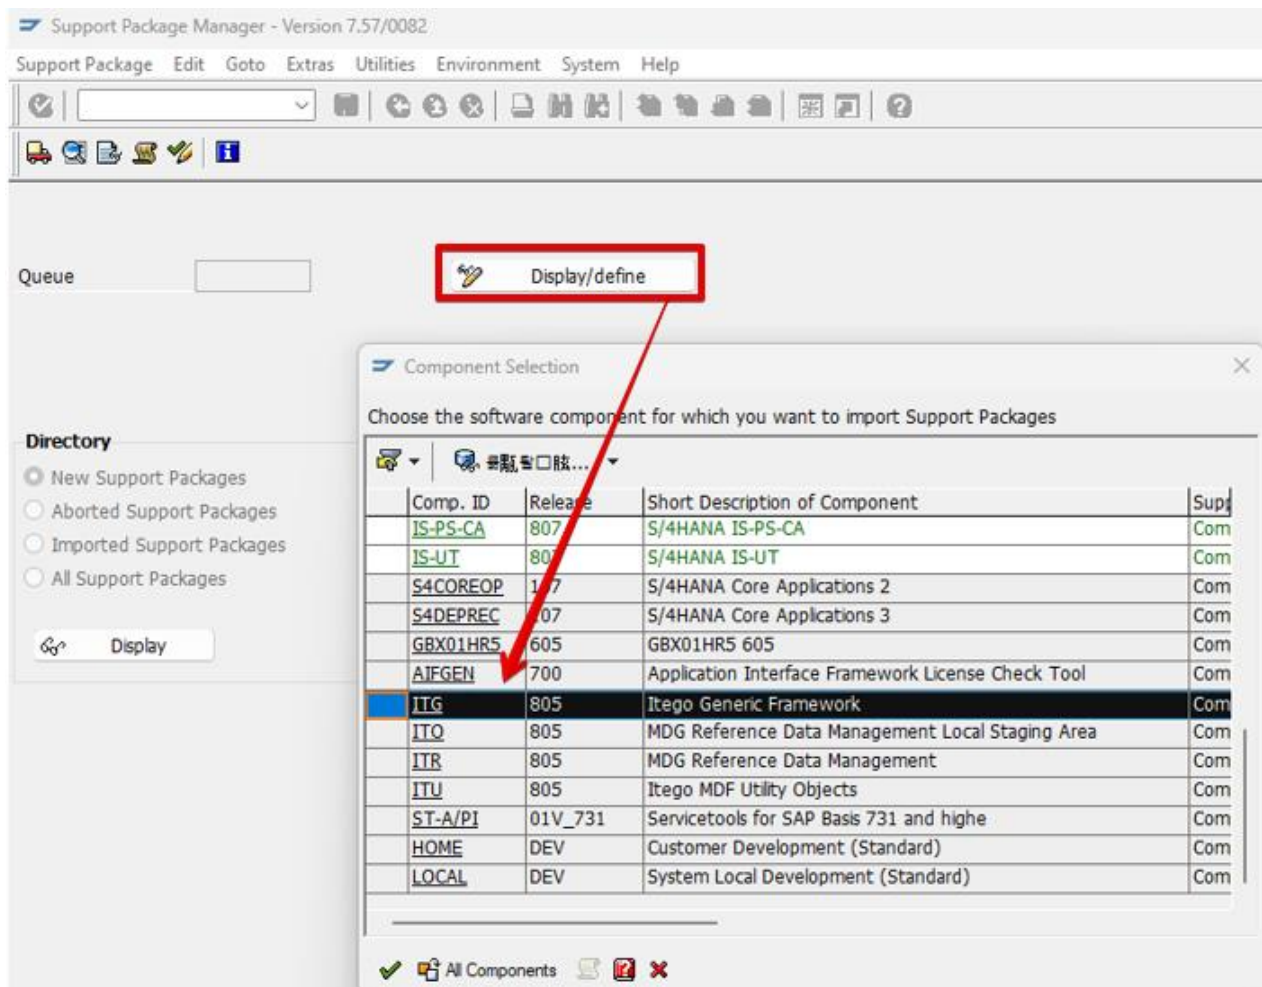 Support Package Manager - Version 7.57/0082
Support Package Edit Goto Extras Utilities Environment System Help
Queue
Display/define
Component Selection
Choose the software component for which you want to import Support Packages
Directory
New Support Packages
Aborted Support Packages
Imported Support Packages
All Support Packages
Display
Comp. ID Release Short Description of Component
IS-PS-CA 807 S/4HANA IS-PS-CA Com
IS-UT S/4HANA IS-UT Com
S4COREOP S/4HANA Core Applications 2 Com
S4DEPREC S/4HANA Core Applications 3 Com
GBX01HR5 605 GBX01HR5 605 Com
AIFGEN 700 Application Interface Framework License Check Tool Com
ITG 805 Itego Generic Framework Com
ITO 805 MDG Reference Data Management Local Staging Area Com
ITR 805 MDG Reference Data Management Com
ITU 805 Itego MDF Utility Objects Com
ST-A/PI 01V_731 Servicetools for SAP Basis 731 and highe Com
HOME DEV Customer Development (Standard) Com
LOCAL DEV System Local Development (Standard) Com
All Components